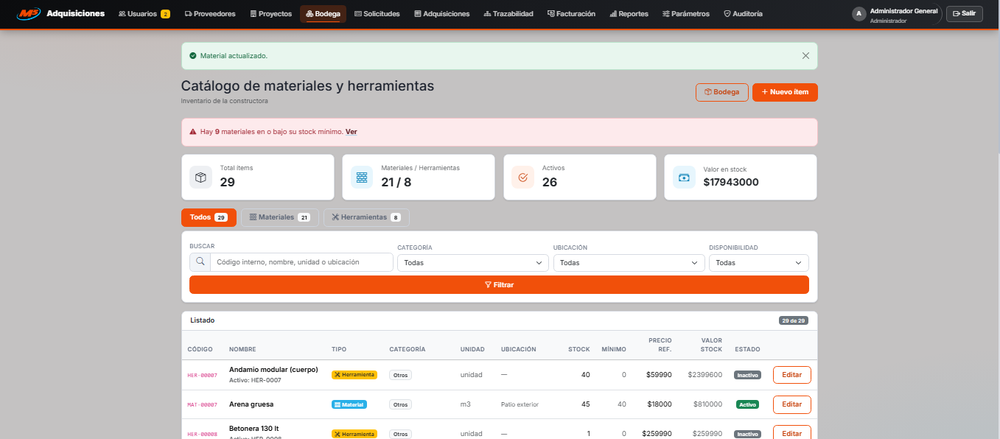 M5 Adquisiciones Usuarios 2 Proveedores Proyectos Bodega Solicitudes Adquisiciones Trazabilidad Facturación Reportes Parámetros Auditoría A Administrador General Salir
Administrador
Material actualizado.
Catálogo de materiales y herramientas
Inventario de la constructora
Bodega + Nuevo ítem
Hay 9 materiales en o bajo su stock mínimo. Ver
Total ítems
29
Materiales / Herramientas
21 / 8
Activos
26
Valor en stock
$17943000
Todos 29 Materiales 21 Herramientas 8
BUSCAR CATEGORÍA UBICACIÓN DISPONIBILIDAD
Código interno, nombre, unidad o ubicación Todas Todas Todas
Filtrar
Listado 29 de 29
CÓDIGO NOMBRE TIPO CATEGORÍA UNIDAD UBICACIÓN STOCK MÍNIMO PRECIO REF. VALOR STOCK ESTADO
HER-00007 Andamio modular (cuerpo) Herramienta Otros unidad — 40 0 $59990 $2399600 Inactivo Editar
Activo: HER-0007
MAT-00007 Arena gruesa Material Otros m3 Patio exterior 45 40 $18000 $810000 Activo Editar
HER-00008 Betonera 130 lt Herramienta Otros unidad — 1 0 $259990 $259990 Inactivo Editar
Activo: HER-0008